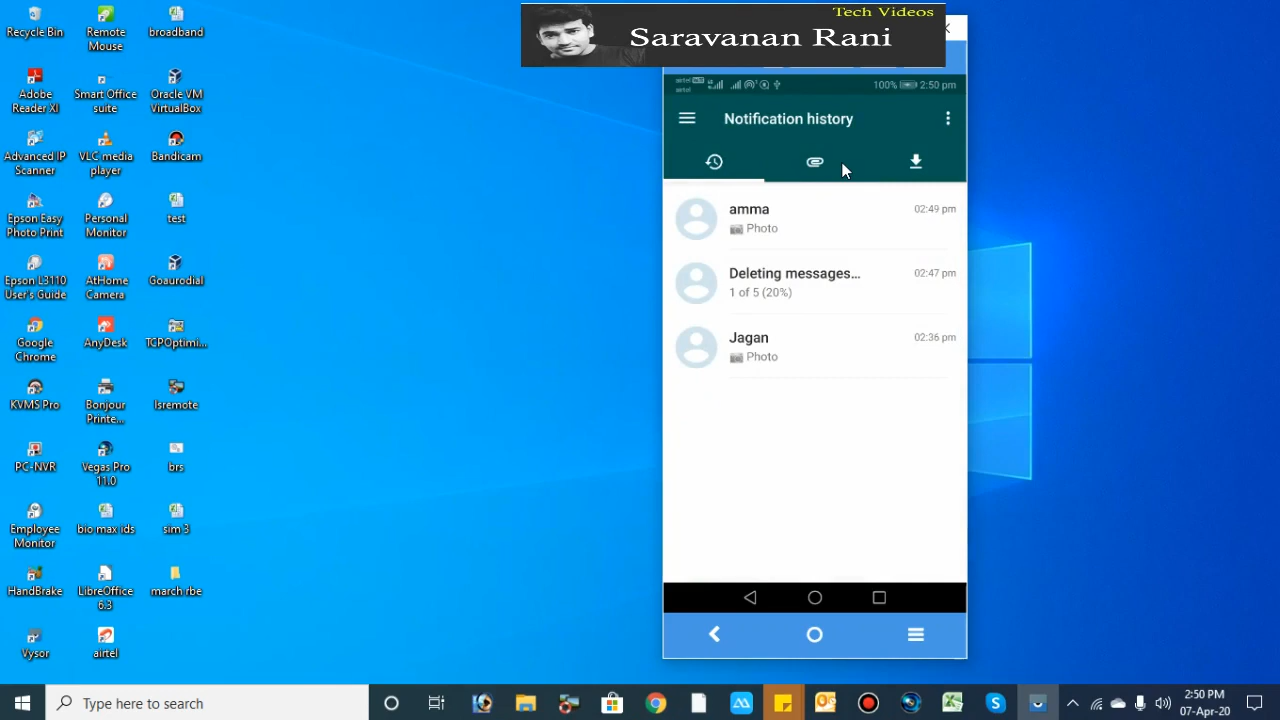 Tech Videos
Saravanan Rani
Recycle Bin
Remote Mouse
broadband
Adobe Reader XI
Smart Office suite
Oracle VM VirtualBox
Advanced IP Scanner
VLC media player
Bandicam
Epson Easy Photo Print
Personal Monitor
test
Epson L3110 User's Guide
AtHome Camera
Goaurodial
Google Chrome
AnyDesk
TCPOptimi...
KVMS Pro
Bonjour Printe...
lsremote
PC-NVR
Vegas Pro 11.0
brs
Employee Monitor
bio max ids
sim 3
HandBrake
LibreOffice 6.3
march rbe
Vysor
airtel
airtel
airtel
100% 2:50 pm
Notification history
amma 02:49 pm
Photo
Deleting messages... 02:47 pm
1 of 5 (20%)
Jagan 02:36 pm
Photo
Type here to search
2:50 PM
07-Apr-20